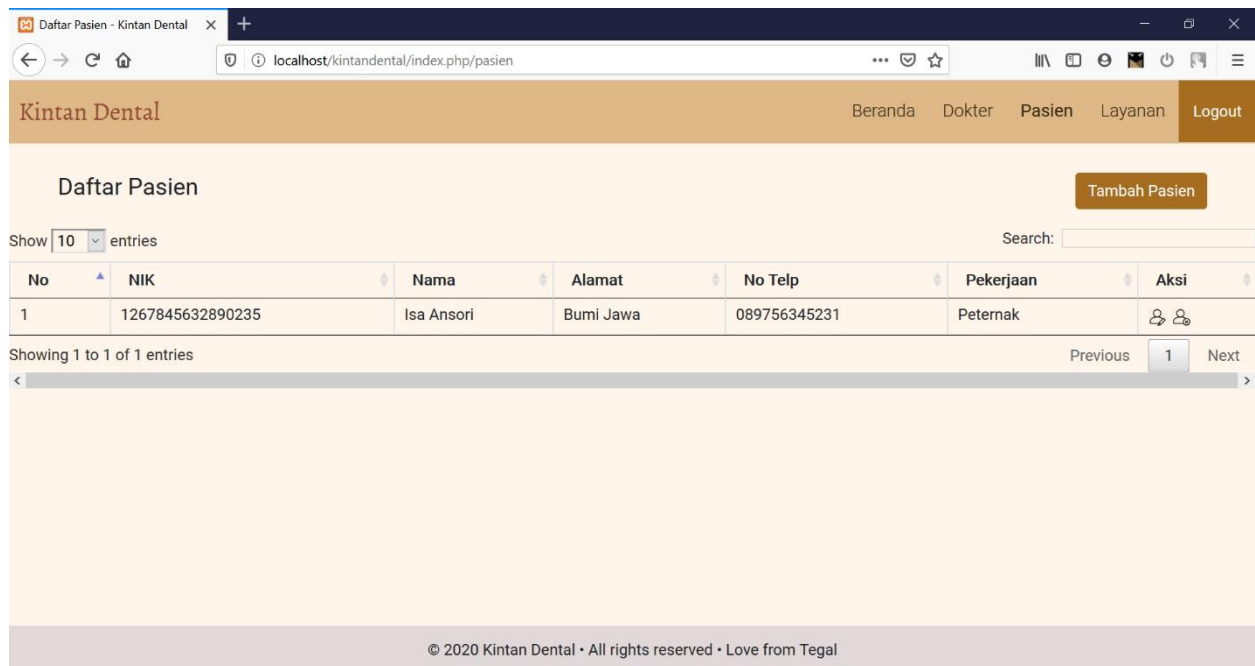 Daftar Pasien - Kintan Dental
localhost/kintandental/index.php/pasien
Kintan Dental Beranda Dokter Pasien Layanan Logout
Daftar Pasien Tambah Pasien
Show 10 entries Search:
No NIK Nama Alamat No Telp Pekerjaan Aksi
1 1267845632890235 Isa Ansori Bumi Jawa 089756345231 Peternak
Showing 1 to 1 of 1 entries Previous 1 Next
© 2020 Kintan Dental • All rights reserved • Love from Tegal